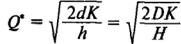 Q* = √(2dK/h) = √(2DK/H)